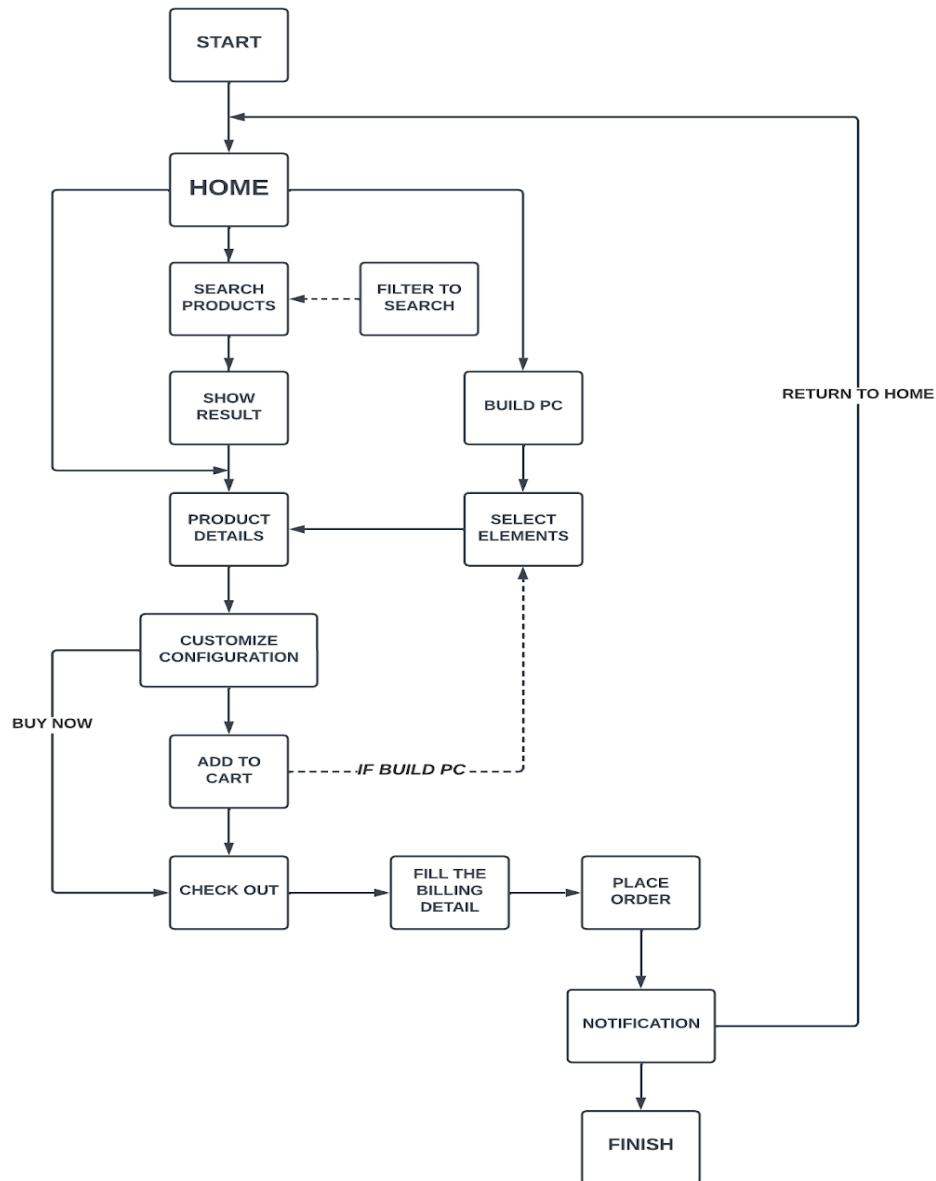 START
HOME
SEARCH
PRODUCTS
FILTER TO
SEARCH
SHOW
RESULT
BUILD PC
RETURN TO HOME
PRODUCT
DETAILS
SELECT
ELEMENTS
CUSTOMIZE
CONFIGURATION
BUY NOW
ADD TO
CART
IF BUILD PC
CHECK OUT
FILL THE
BILLING
DETAIL
PLACE
ORDER
NOTIFICATION
FINISH